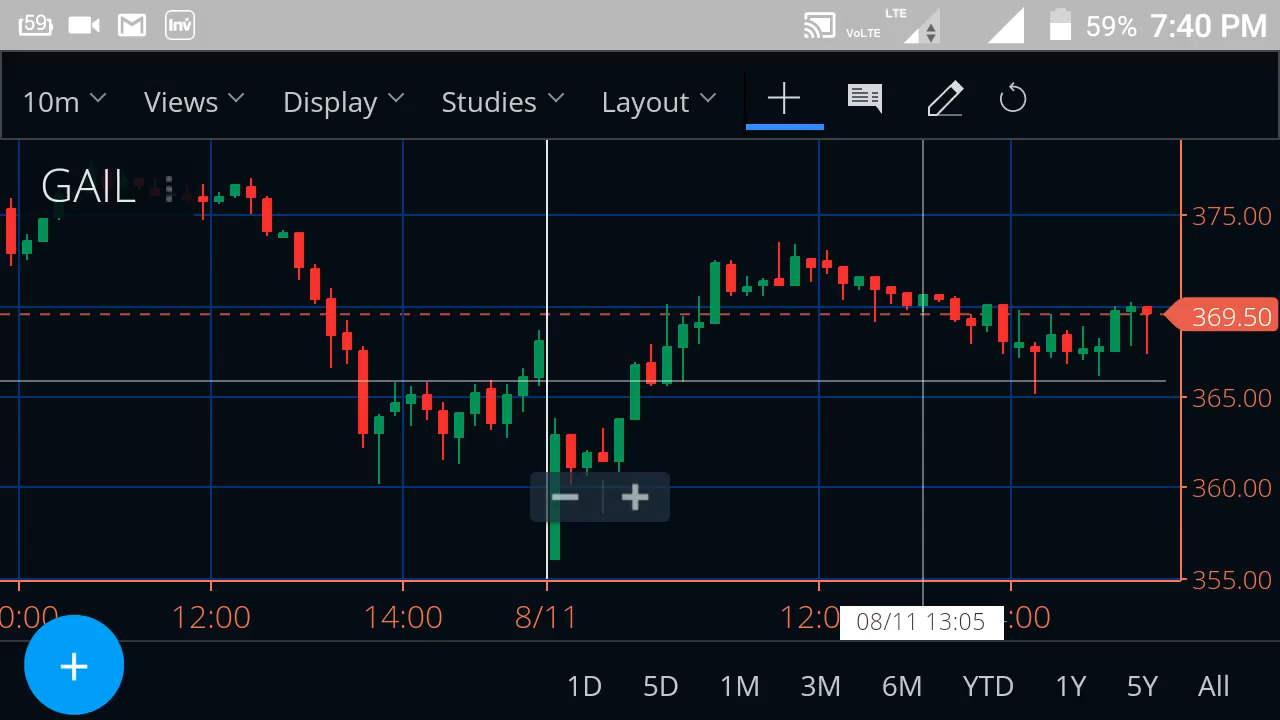 59 Inv VoLTE LTE 59% 7:40 PM
10m Views Display Studies Layout
GAIL
375.00
369.50
365.00
360.00
355.00
0:00 12:00 14:00 8/11 12:0 08/11 13:05 :00
+
1D 5D 1M 3M 6M YTD 1Y 5Y All